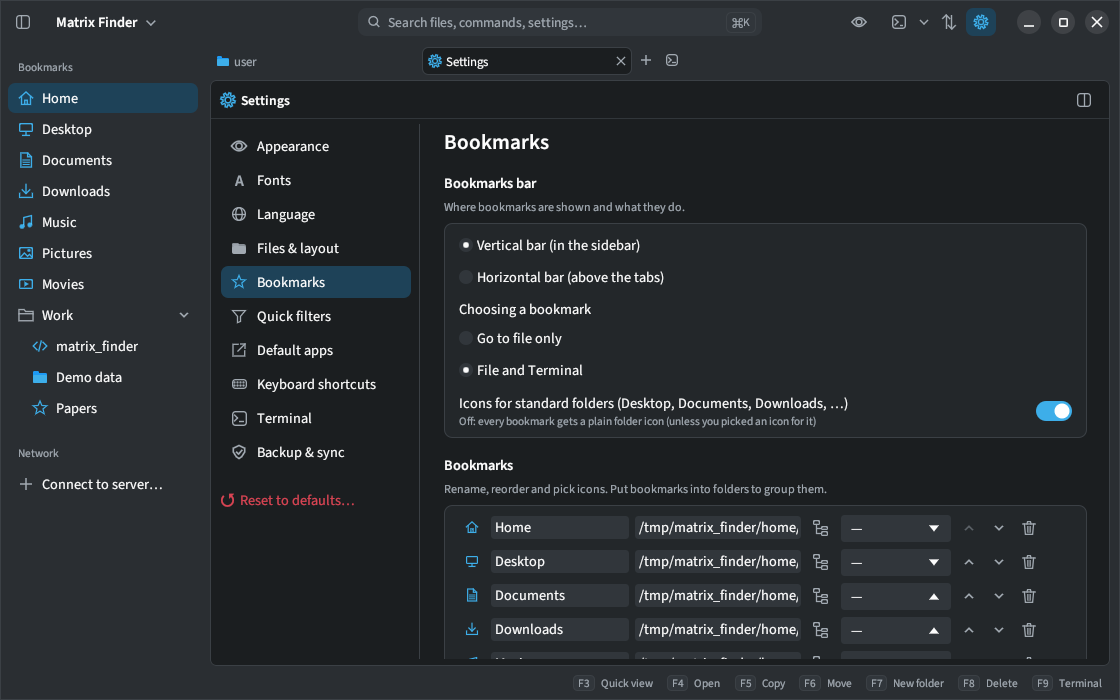 Matrix Finder
Search files, commands, settings…
⌘K
Bookmarks
Home
Desktop
Documents
Downloads
Music
Pictures
Movies
Work
matrix_finder
Demo data
Papers
Network
Connect to server…
user
Settings
Settings
Appearance
Fonts
Language
Files & layout
Bookmarks
Quick filters
Default apps
Keyboard shortcuts
Terminal
Backup & sync
Reset to defaults…
Bookmarks
Bookmarks bar
Where bookmarks are shown and what they do.
Vertical bar (in the sidebar)
Horizontal bar (above the tabs)
Choosing a bookmark
Go to file only
File and Terminal
Icons for standard folders (Desktop, Documents, Downloads, …)
Off: every bookmark gets a plain folder icon (unless you picked an icon for it)
Bookmarks
Rename, reorder and pick icons. Put bookmarks into folders to group them.
Home /tmp/matrix_finder/home/ —
Desktop /tmp/matrix_finder/home/ —
Documents /tmp/matrix_finder/home/ —
Downloads /tmp/matrix_finder/home/ —
F3 Quick view F4 Open F5 Copy F6 Move F7 New folder F8 Delete F9 Terminal